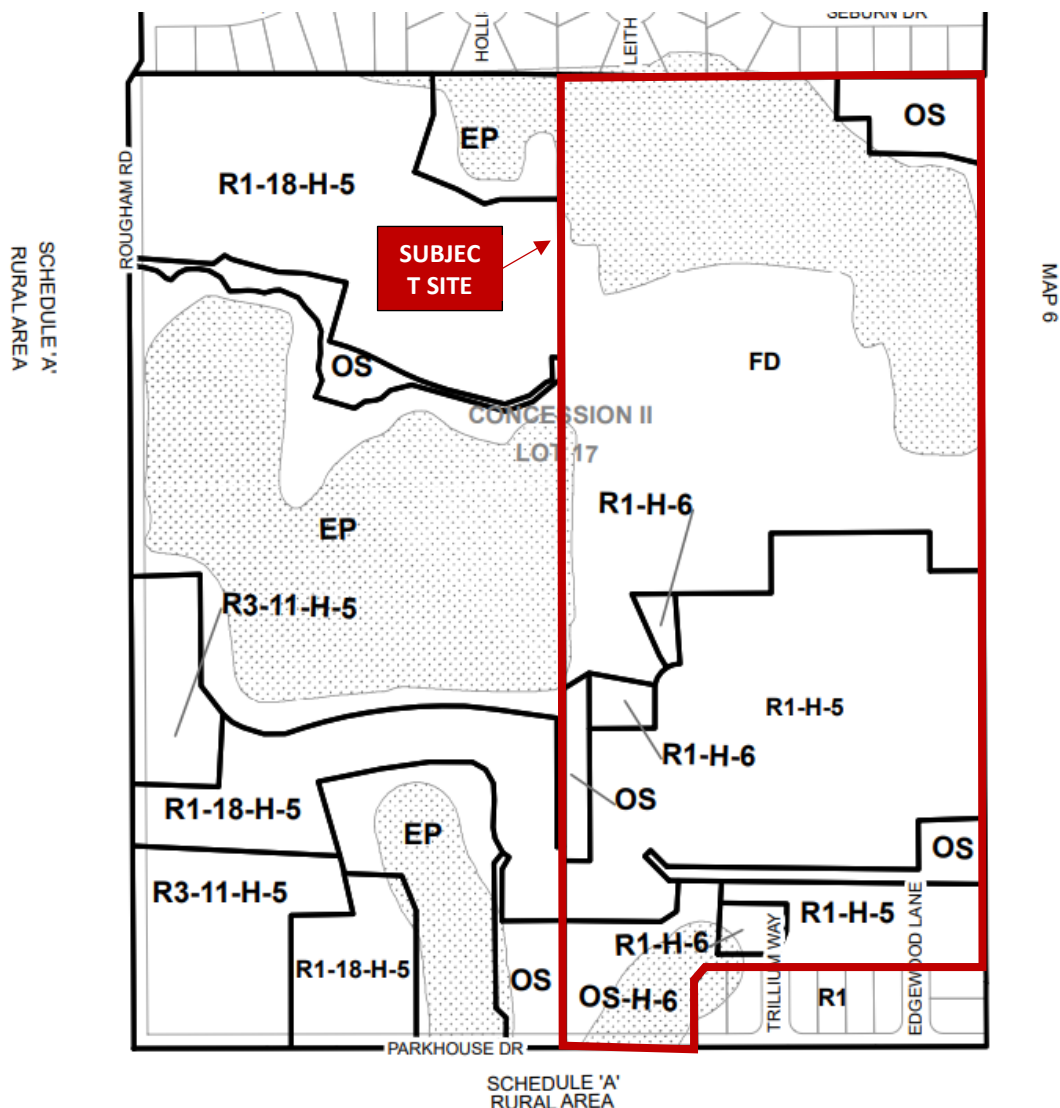 SEBURN DR
HOLLI
LEITH
OS
EP
R1-18-H-5
ROUGHAM RD
SUBJEC
T SITE
SCHEDULE 'A'
RURAL AREA
MAP 6
OS
FD
CONCESSION II
LOT 17
R1-H-6
EP
R3-11-H-5
R1-H-5
R1-H-6
OS
R1-18-H-5
EP
OS
R3-11-H-5
R1-H-5
R1-H-6
R1-18-H-5
OS
OS-H-6
TRILLIUM WAY
R1
EDGEWOOD LANE
PARKHOUSE DR
SCHEDULE 'A'
RURAL AREA